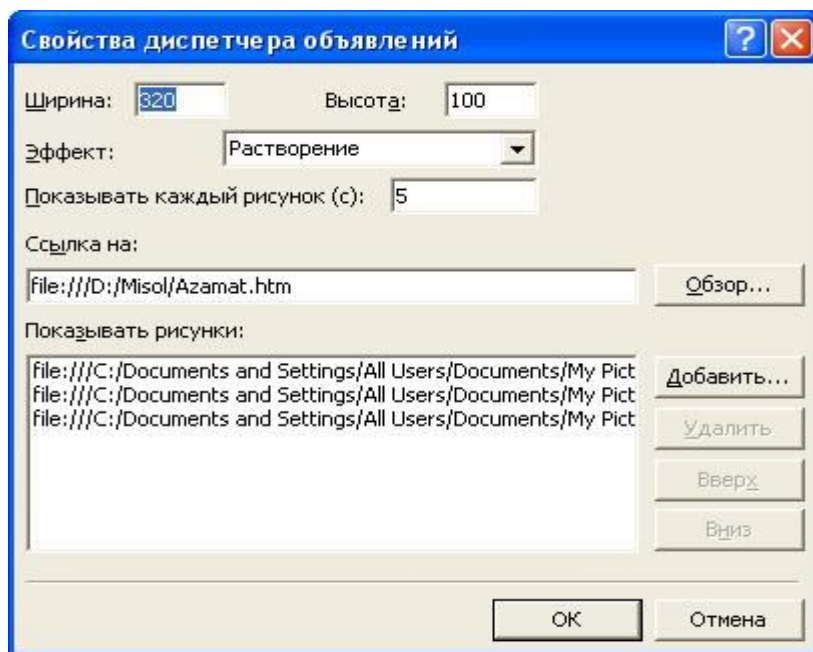 Свойства диспетчера объявлений
Ширина: 320 Высота: 100
Эффект: Растворение
Показывать каждый рисунок (с): 5
Ссылка на:
file:///D:/Misol/Azamat.htm Обзор...
Показывать рисунки:
file:///C:/Documents and Settings/All Users/Documents/My Pict Добавить...
file:///C:/Documents and Settings/All Users/Documents/My Pict
file:///C:/Documents and Settings/All Users/Documents/My Pict
Удалить
Вверх
Вниз
ОК Отмена